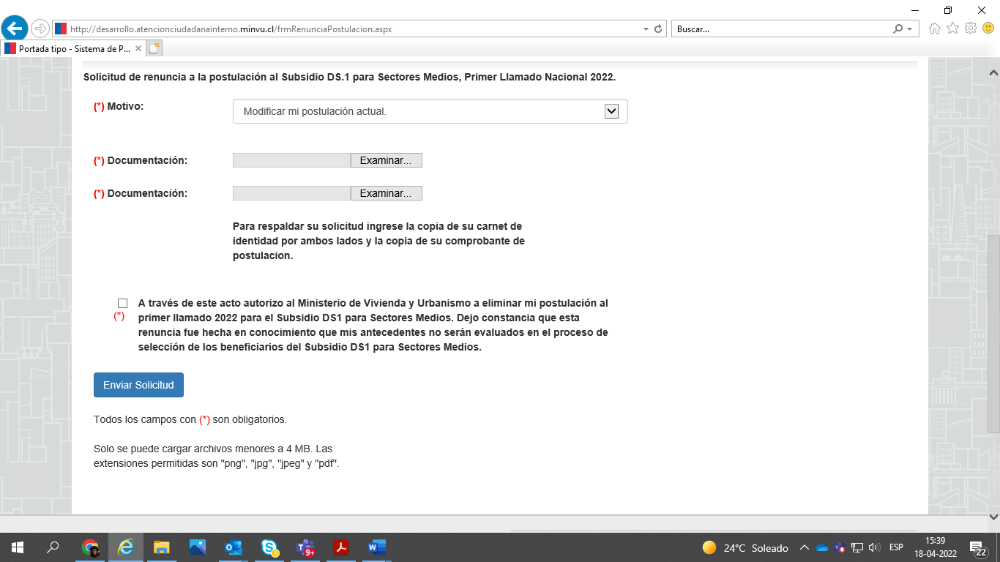 http://desarrollo.atencionciudadanainterno.minvu.cl/frmRenunciaPostulacion.aspx
Buscar...
Portada tipo - Sistema de P...
Solicitud de renuncia a la postulación al Subsidio DS.1 para Sectores Medios, Primer Llamado Nacional 2022.
(*) Motivo:
Modificar mi postulación actual.
(*) Documentación:
Examinar...
(*) Documentación:
Examinar...
Para respaldar su solicitud ingrese la copia de su carnet de
identidad por ambos lados y la copia de su comprobante de
postulacion.
A través de este acto autorizo al Ministerio de Vivienda y Urbanismo a eliminar mi postulación al
(*) primer llamado 2022 para el Subsidio DS1 para Sectores Medios. Dejo constancia que esta
renuncia fue hecha en conocimiento que mis antecedentes no serán evaluados en el proceso de
selección de los beneficiarios del Subsidio DS1 para Sectores Medios.
Enviar Solicitud
Todos los campos con (*) son obligatorios.
Solo se puede cargar archivos menores a 4 MB. Las
extensiones permitidas son "png", "jpg", "jpeg" y "pdf".
9+
24°C Soleado
ESP
15:39
18-04-2022
22